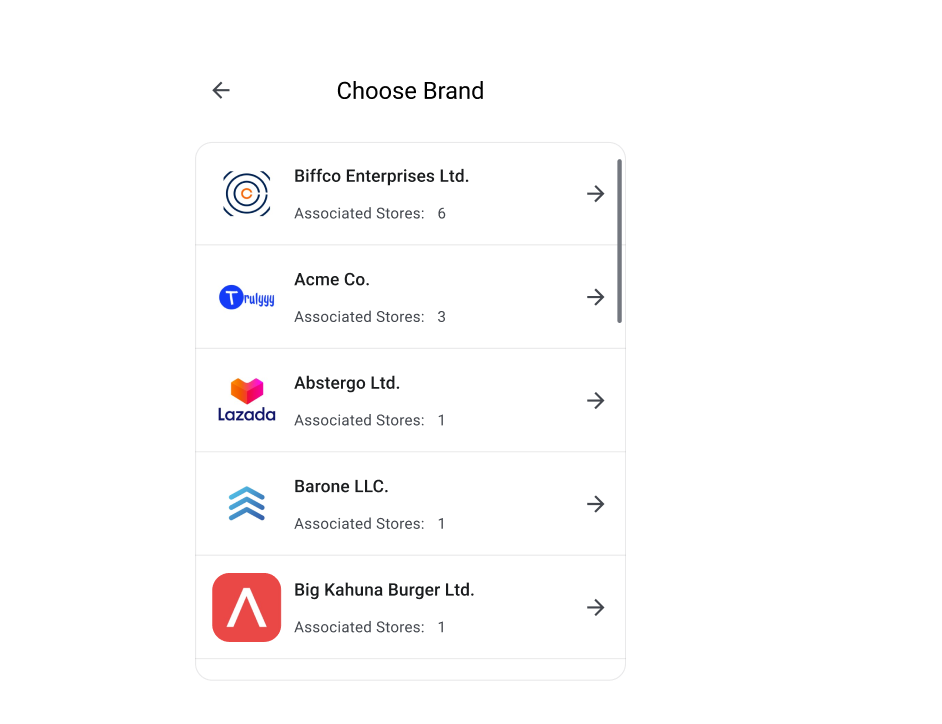 Choose Brand
Biffco Enterprises Ltd.
Associated Stores: 6
Trulyyy
Acme Co.
Associated Stores: 3
Lazada
Abstergo Ltd.
Associated Stores: 1
Barone LLC.
Associated Stores: 1
Big Kahuna Burger Ltd.
Associated Stores: 1